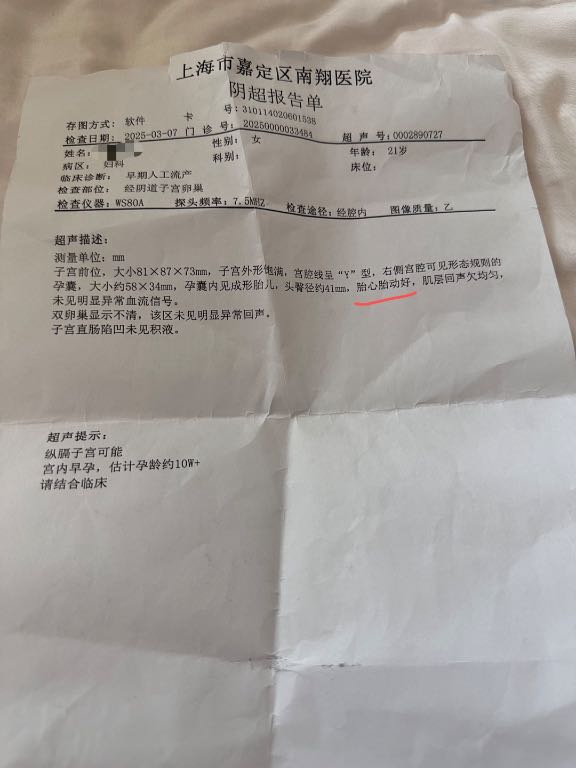 上海市嘉定区南翔医院
阴超报告单
存图方式: 软件 卡 号:310114020601538
检查日期: 2025-03-07 门诊号: 20250000033484 超声号:0002890727
姓名: 性别: 女 年龄: 21岁
病区: 妇科 科别: 床位:
临床诊断: 早期人工流产
检查部位: 经阴道子宫卵巢
检查仪器: WS80A 探头频率: 7.5MHZ 检查途径: 经腔内 图像质量: 乙
超声描述:
测量单位: mm
子宫前位, 大小81×87×73mm, 子宫外形饱满, 宫腔线呈“Y”型, 右侧宫腔可见形态规则的
孕囊, 大小约58×34mm, 孕囊内见成形胎儿, 头臀径约41mm, 胎心胎动好, 肌层回声欠均匀,
未见明显异常血流信号。
双卵巢显示不清, 该区未见明显异常回声。
子宫直肠陷凹未见积液。
超声提示:
纵膈子宫可能
宫内早孕, 估计孕龄约10W+
请结合临床